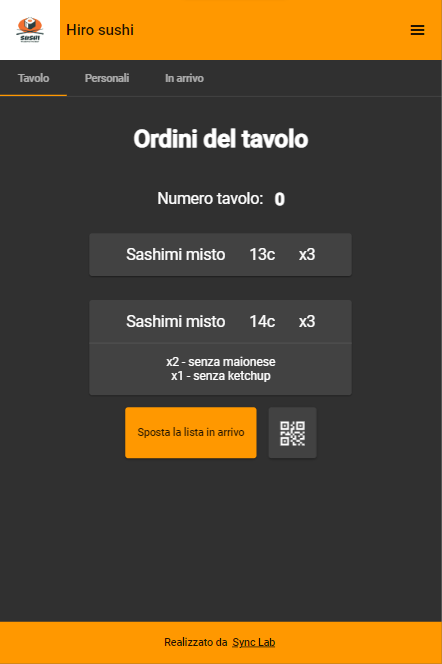 SUSHI
Hiro sushi
Tavolo Personali In arrivo
Ordini del tavolo
Numero tavolo: 0
Sashimi misto 13c x3
Sashimi misto 14c x3
x2 - senza maionese
x1 - senza ketchup
Sposta la lista in arrivo
Realizzato da Sync Lab